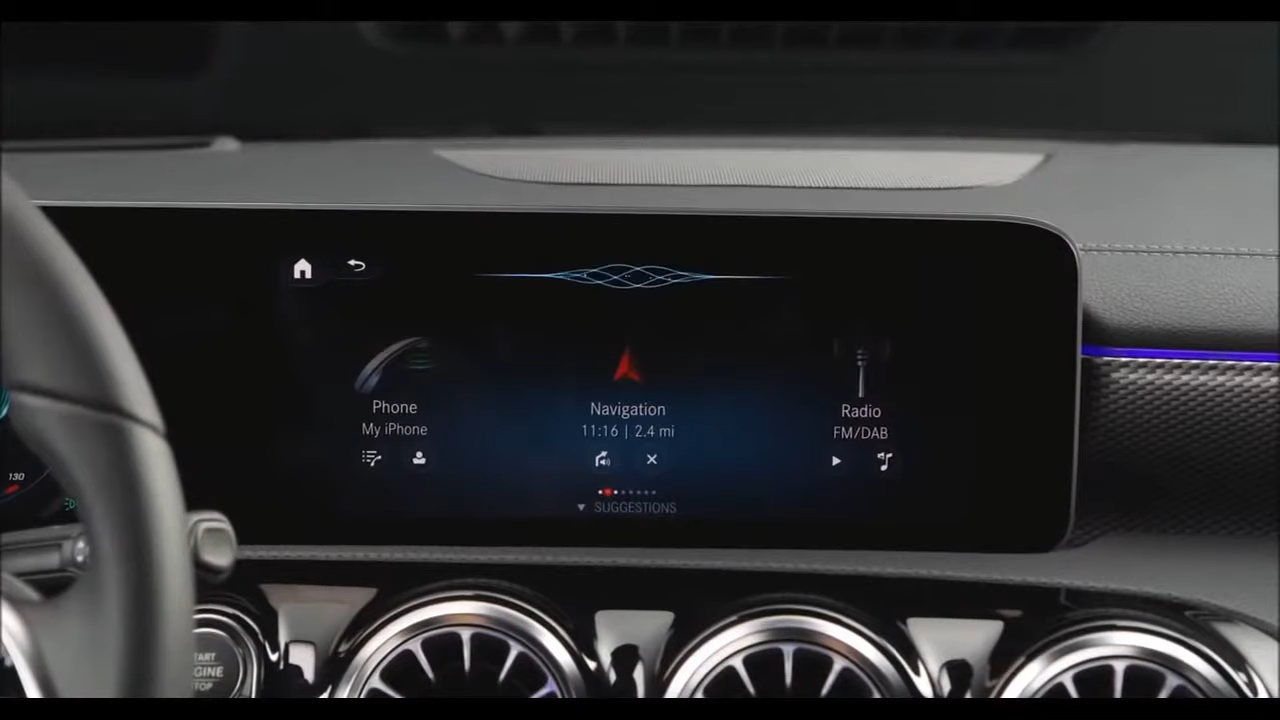 Phone
My iPhone
Navigation
11:16 | 2.4 mi
Radio
FM/DAB
SUGGESTIONS
130
START
ENGINE
STOP